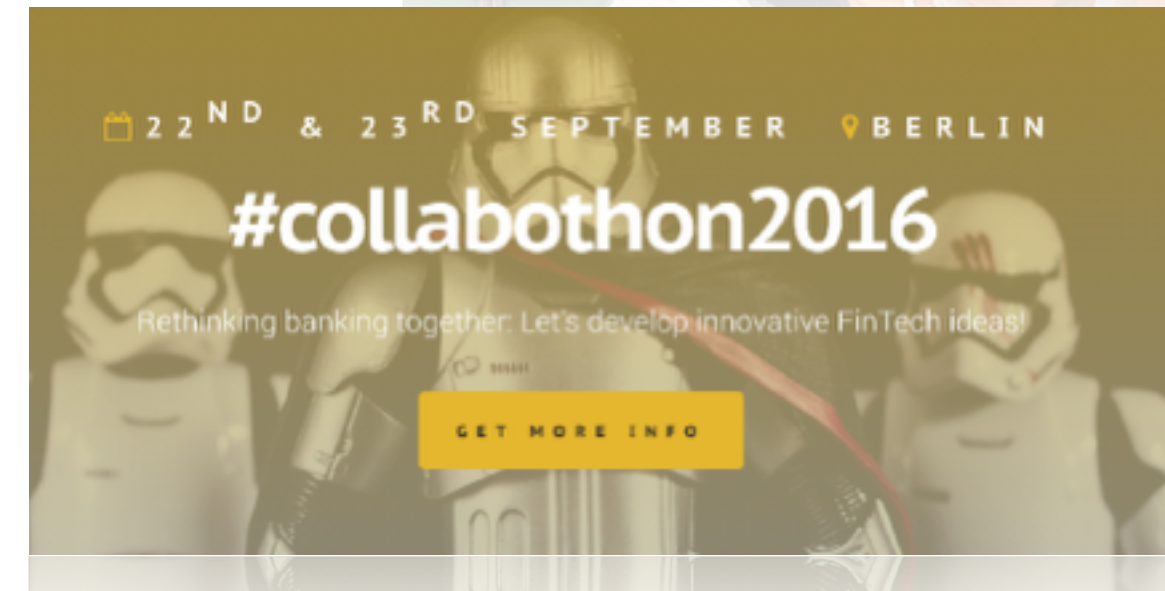 22ND & 23RD SEPTEMBER BERLIN
#collabothon2016
Rethinking banking together: Let's develop innovative FinTech ideas!
GET MORE INFO